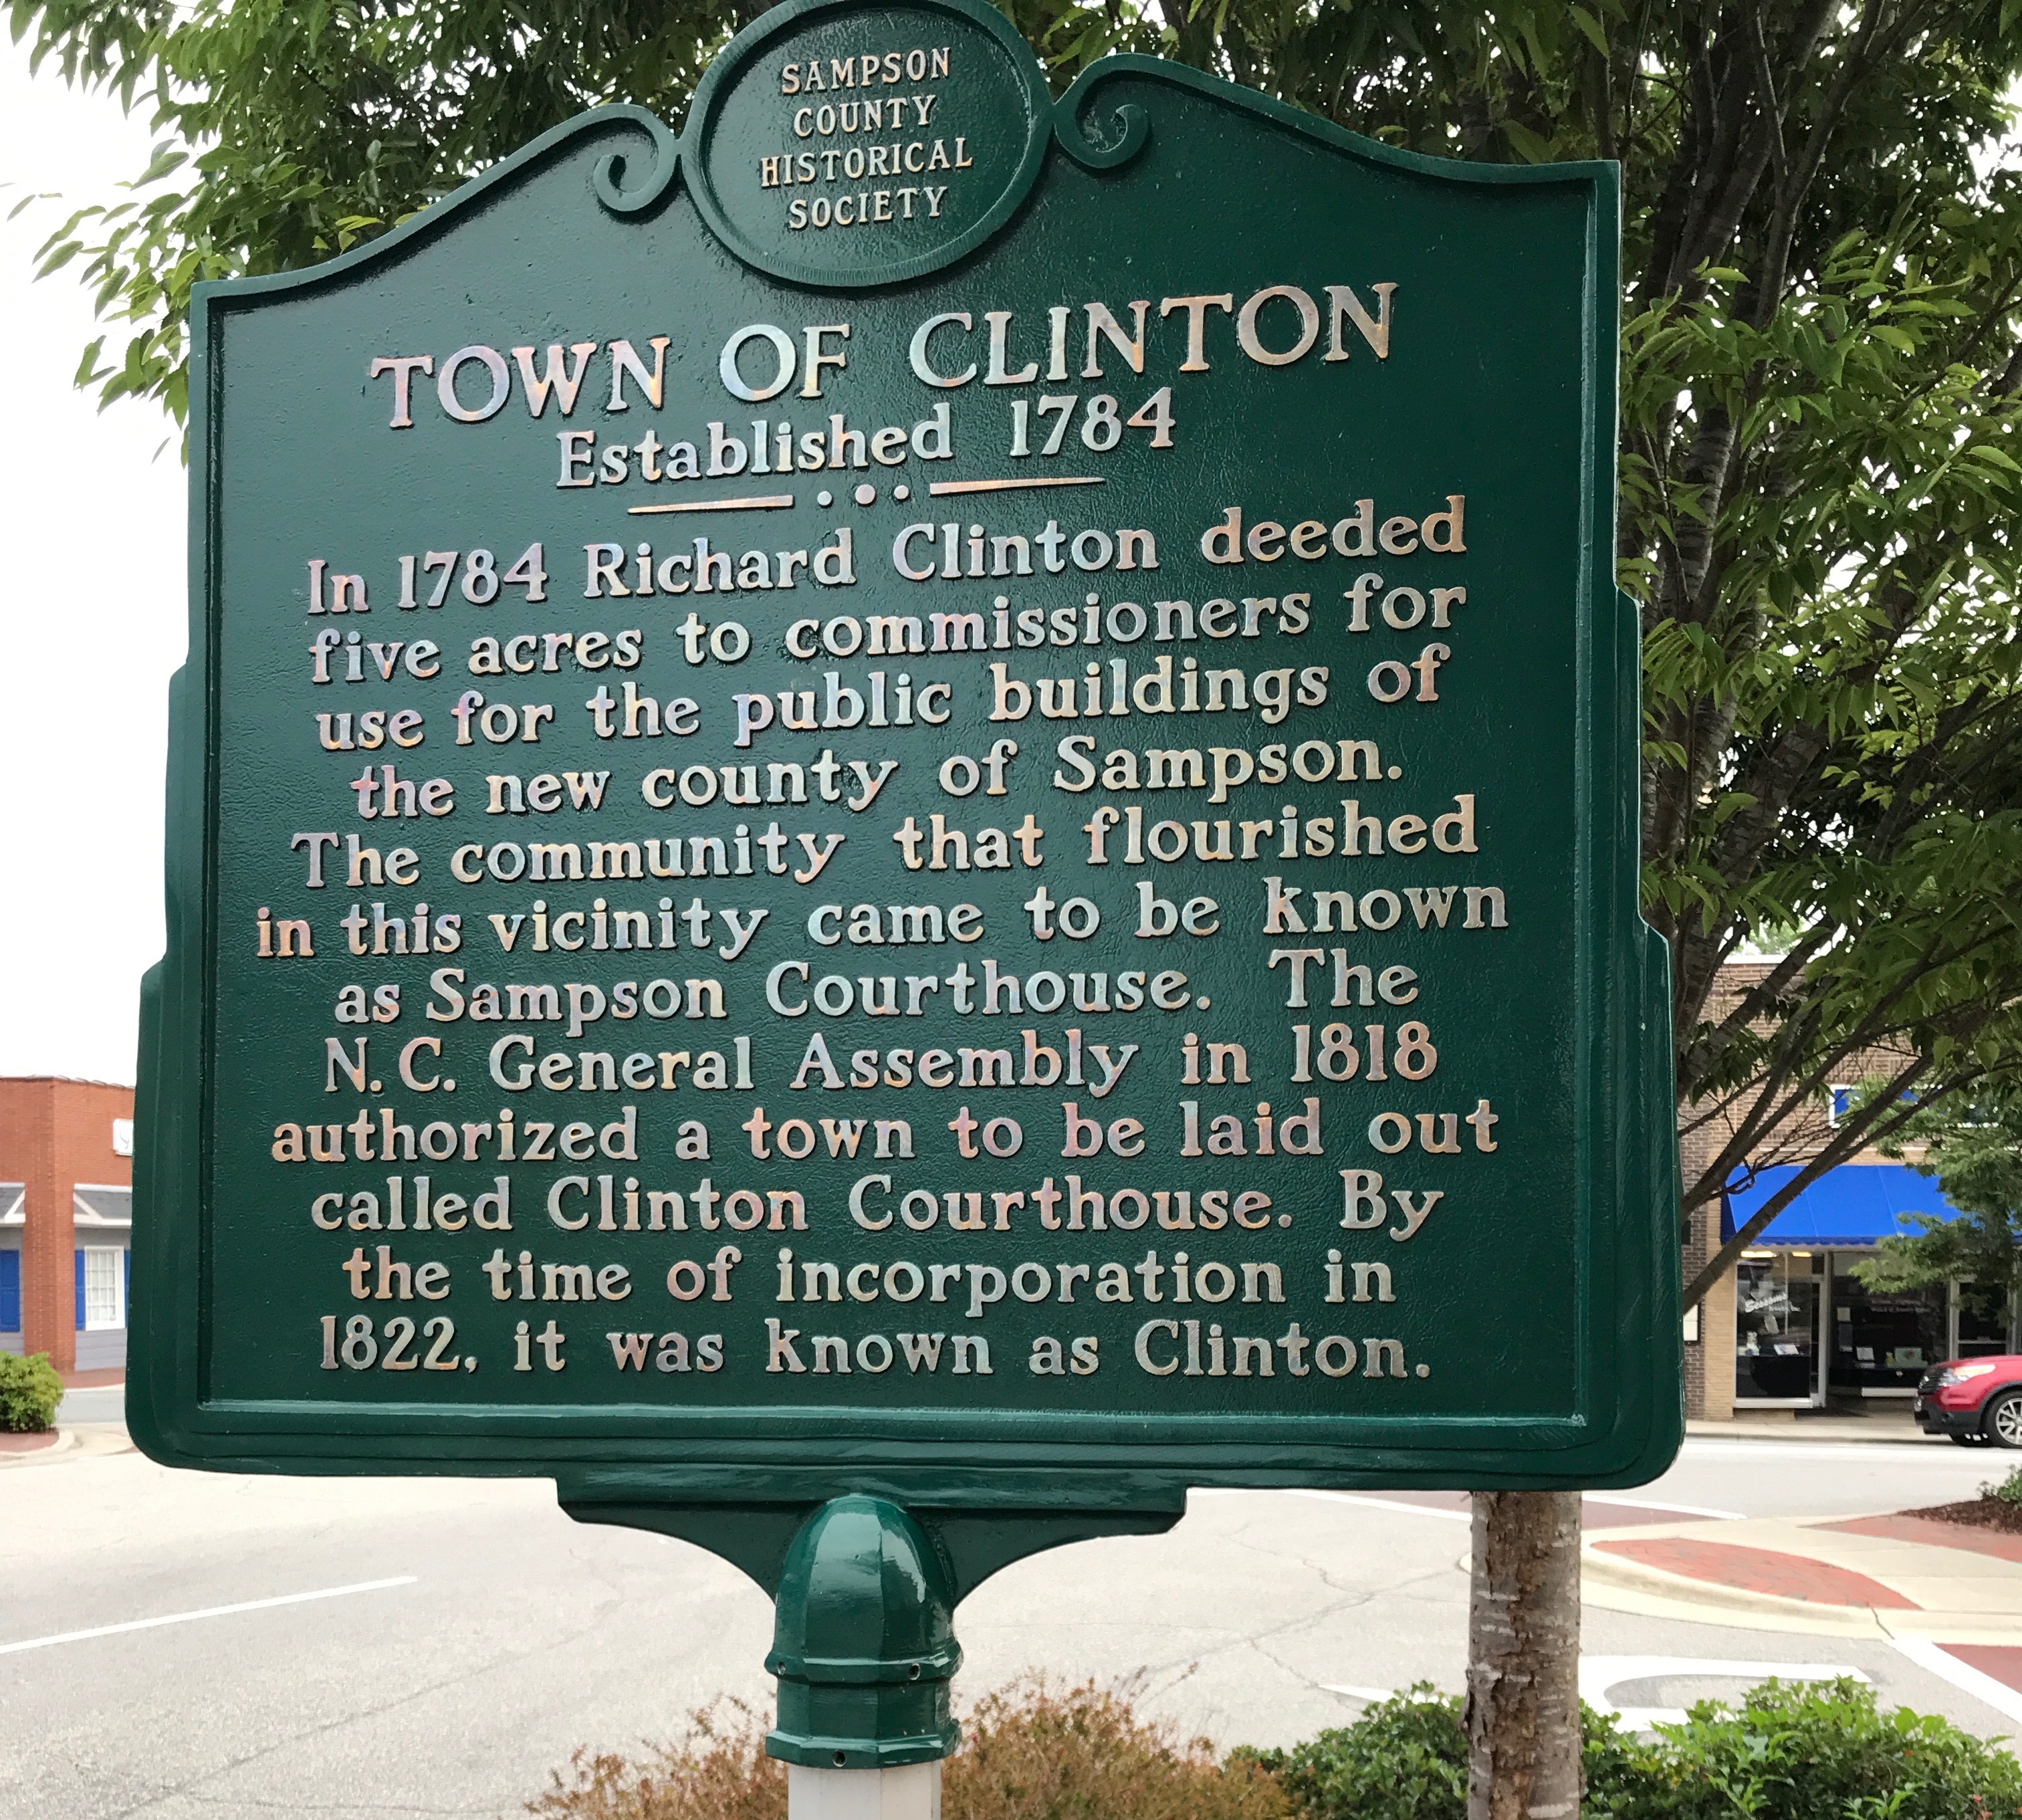 SAMPSON
COUNTY
HISTORICAL
SOCIETY
TOWN OF CLINTON
Established 1784
In 1784 Richard Clinton deeded
five acres to commissioners for
use for the public buildings of
the new county of Sampson.
The community that flourished
in this vicinity came to be known
as Sampson Courthouse. The
N.C. General Assembly in 1818
authorized a town to be laid out
called Clinton Courthouse. By
the time of incorporation in
1822, it was known as Clinton.